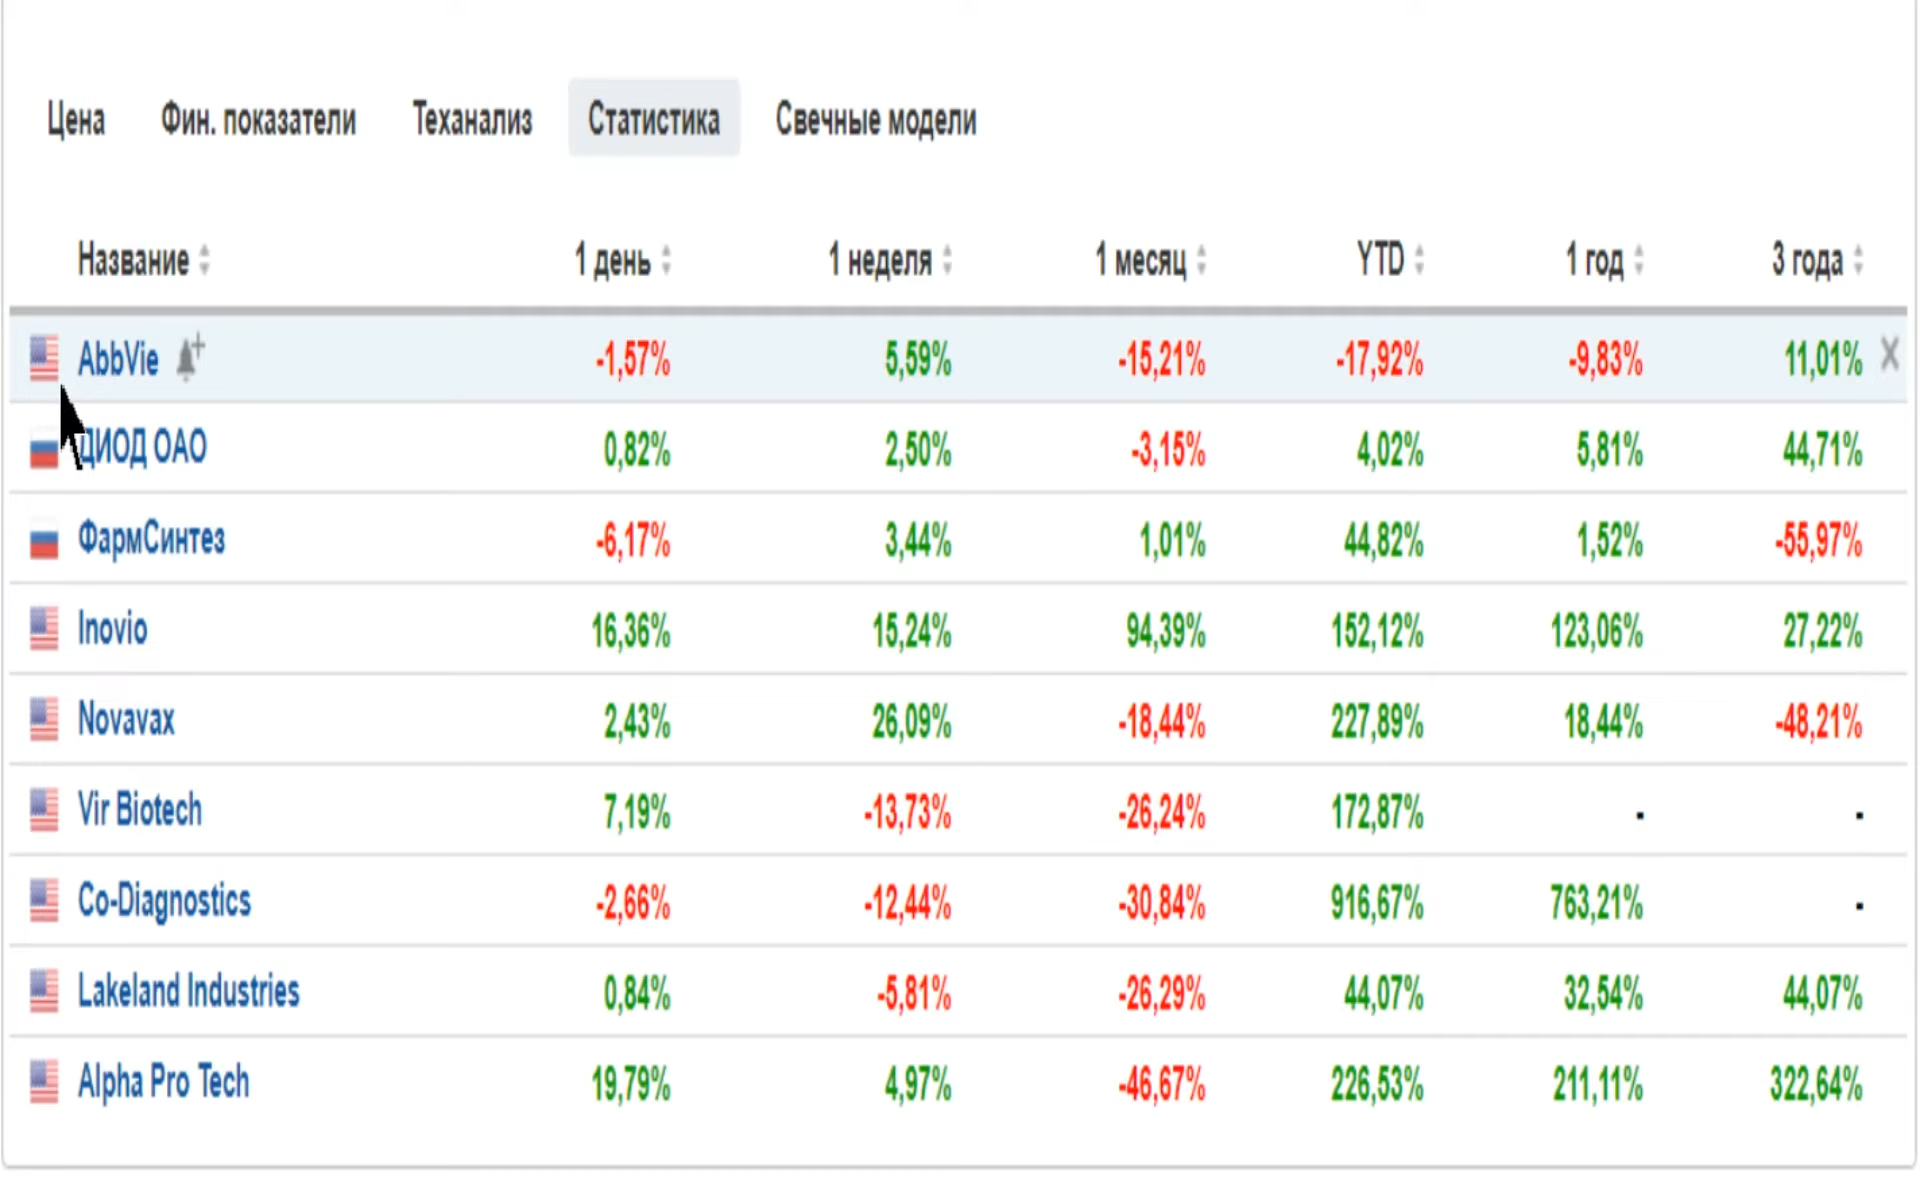 Цена Фин. показатели Теханализ Статистика Свечные модели
Название 1 день 1 неделя 1 месяц YTD 1 год 3 года
AbbVie -1,57% 5,59% -15,21% -17,92% -9,83% 11,01%
ДИОД ОАО 0,82% 2,50% -3,15% 4,02% 5,81% 44,71%
ФармСинтез -6,17% 3,44% 1,01% 44,82% 1,52% -55,97%
Inovio 16,36% 15,24% 94,39% 152,12% 123,06% 27,22%
Novavax 2,43% 26,09% -18,44% 227,89% 18,44% -48,21%
Vir Biotech 7,19% -13,73% -26,24% 172,87% - -
Co-Diagnostics -2,66% -12,44% -30,84% 916,67% 763,21% -
Lakeland Industries 0,84% -5,81% -26,29% 44,07% 32,54% 44,07%
Alpha Pro Tech 19,79% 4,97% -46,67% 226,53% 211,11% 322,64%